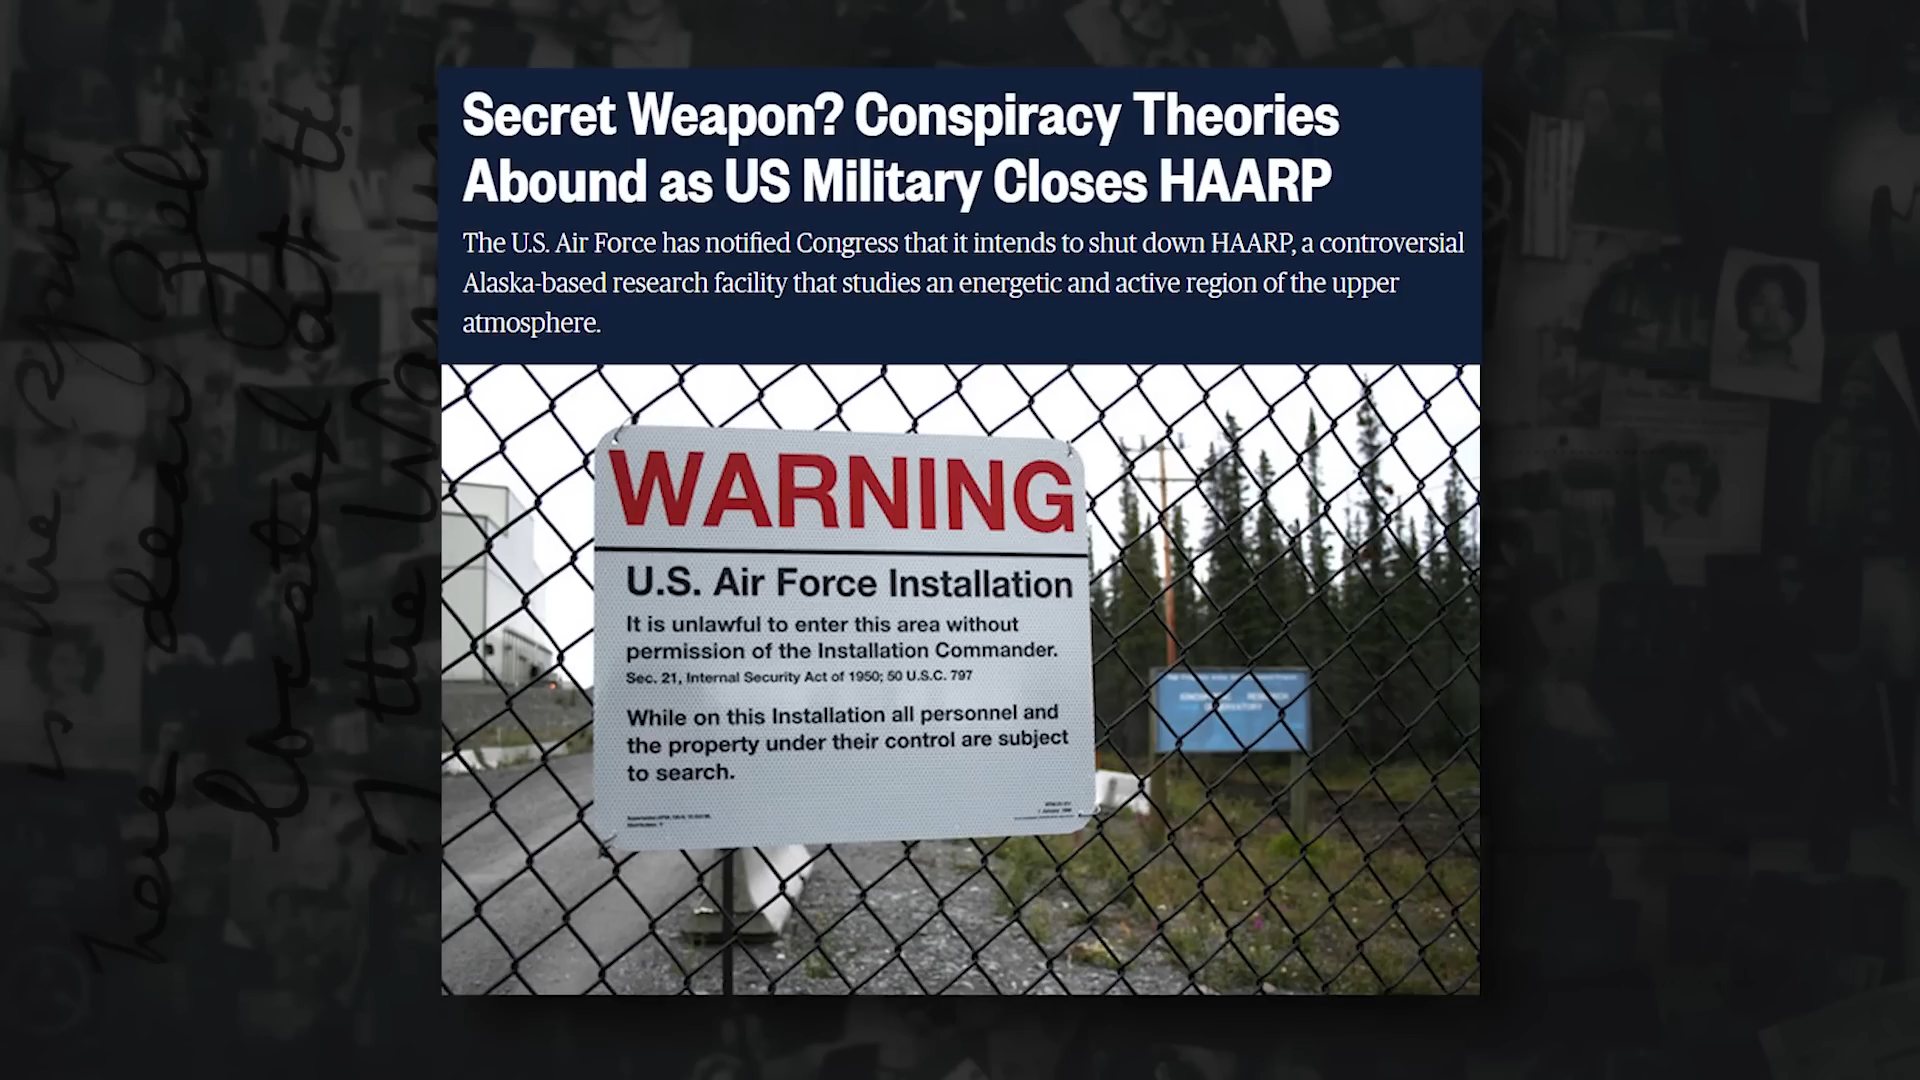 Secret Weapon? Conspiracy Theories
Abound as US Military Closes HAARP
The U.S. Air Force has notified Congress that it intends to shut down HAARP, a controversial
Alaska-based research facility that studies an energetic and active region of the upper
atmosphere.
WARNING
U.S. Air Force Installation
It is unlawful to enter this area without
permission of the Installation Commander.
Sec. 21, Internal Security Act of 1950; 50 U.S.C. 797
While on this Installation all personnel and
the property under their control are subject
to search.